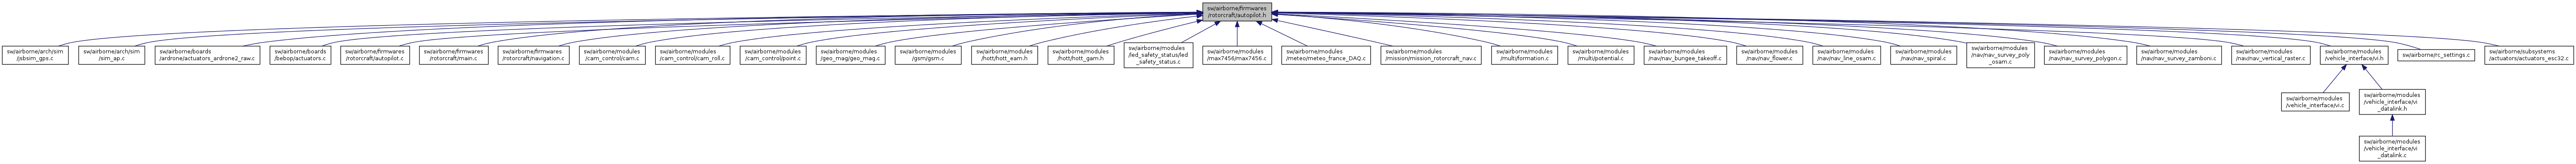 sw/airborne/firmwares
/rotorcraft/autopilot.h
sw/airborne/arch/sim
/jsbsim_gps.c
sw/airborne/arch/sim
/sim_ap.c
sw/airborne/boards
/ardrone/actuators_ardrone2_raw.c
sw/airborne/boards
/bebop/actuators.c
sw/airborne/firmwares
/rotorcraft/autopilot.c
sw/airborne/firmwares
/rotorcraft/main.c
sw/airborne/firmwares
/rotorcraft/navigation.c
sw/airborne/modules
/cam_control/cam.c
sw/airborne/modules
/cam_control/cam_roll.c
sw/airborne/modules
/cam_control/point.c
sw/airborne/modules
/geo_mag/geo_mag.c
sw/airborne/modules
/gsm/gsm.c
sw/airborne/modules
/hott/hott_eam.h
sw/airborne/modules
/hott/hott_gam.h
sw/airborne/modules
/led_safety_status/led
_safety_status.c
sw/airborne/modules
/max7456/max7456.c
sw/airborne/modules
/meteo/meteo_france_DAQ.c
sw/airborne/modules
/mission/mission_rotorcraft_nav.c
sw/airborne/modules
/multi/formation.c
sw/airborne/modules
/multi/potential.c
sw/airborne/modules
/nav/nav_bungee_takeoff.c
sw/airborne/modules
/nav/nav_flower.c
sw/airborne/modules
/nav/nav_line_osam.c
sw/airborne/modules
/nav/nav_spiral.c
sw/airborne/modules
/nav/nav_survey_poly
_osam.c
sw/airborne/modules
/nav/nav_survey_polygon.c
sw/airborne/modules
/nav/nav_survey_zamboni.c
sw/airborne/modules
/nav/nav_vertical_raster.c
sw/airborne/modules
/vehicle_interface/vi.h
sw/airborne/rc_settings.c
sw/airborne/subsystems
/actuators/actuators_esc32.c
sw/airborne/modules
/vehicle_interface/vi.c
sw/airborne/modules
/vehicle_interface/vi
_datalink.h
sw/airborne/modules
/vehicle_interface/vi
_datalink.c